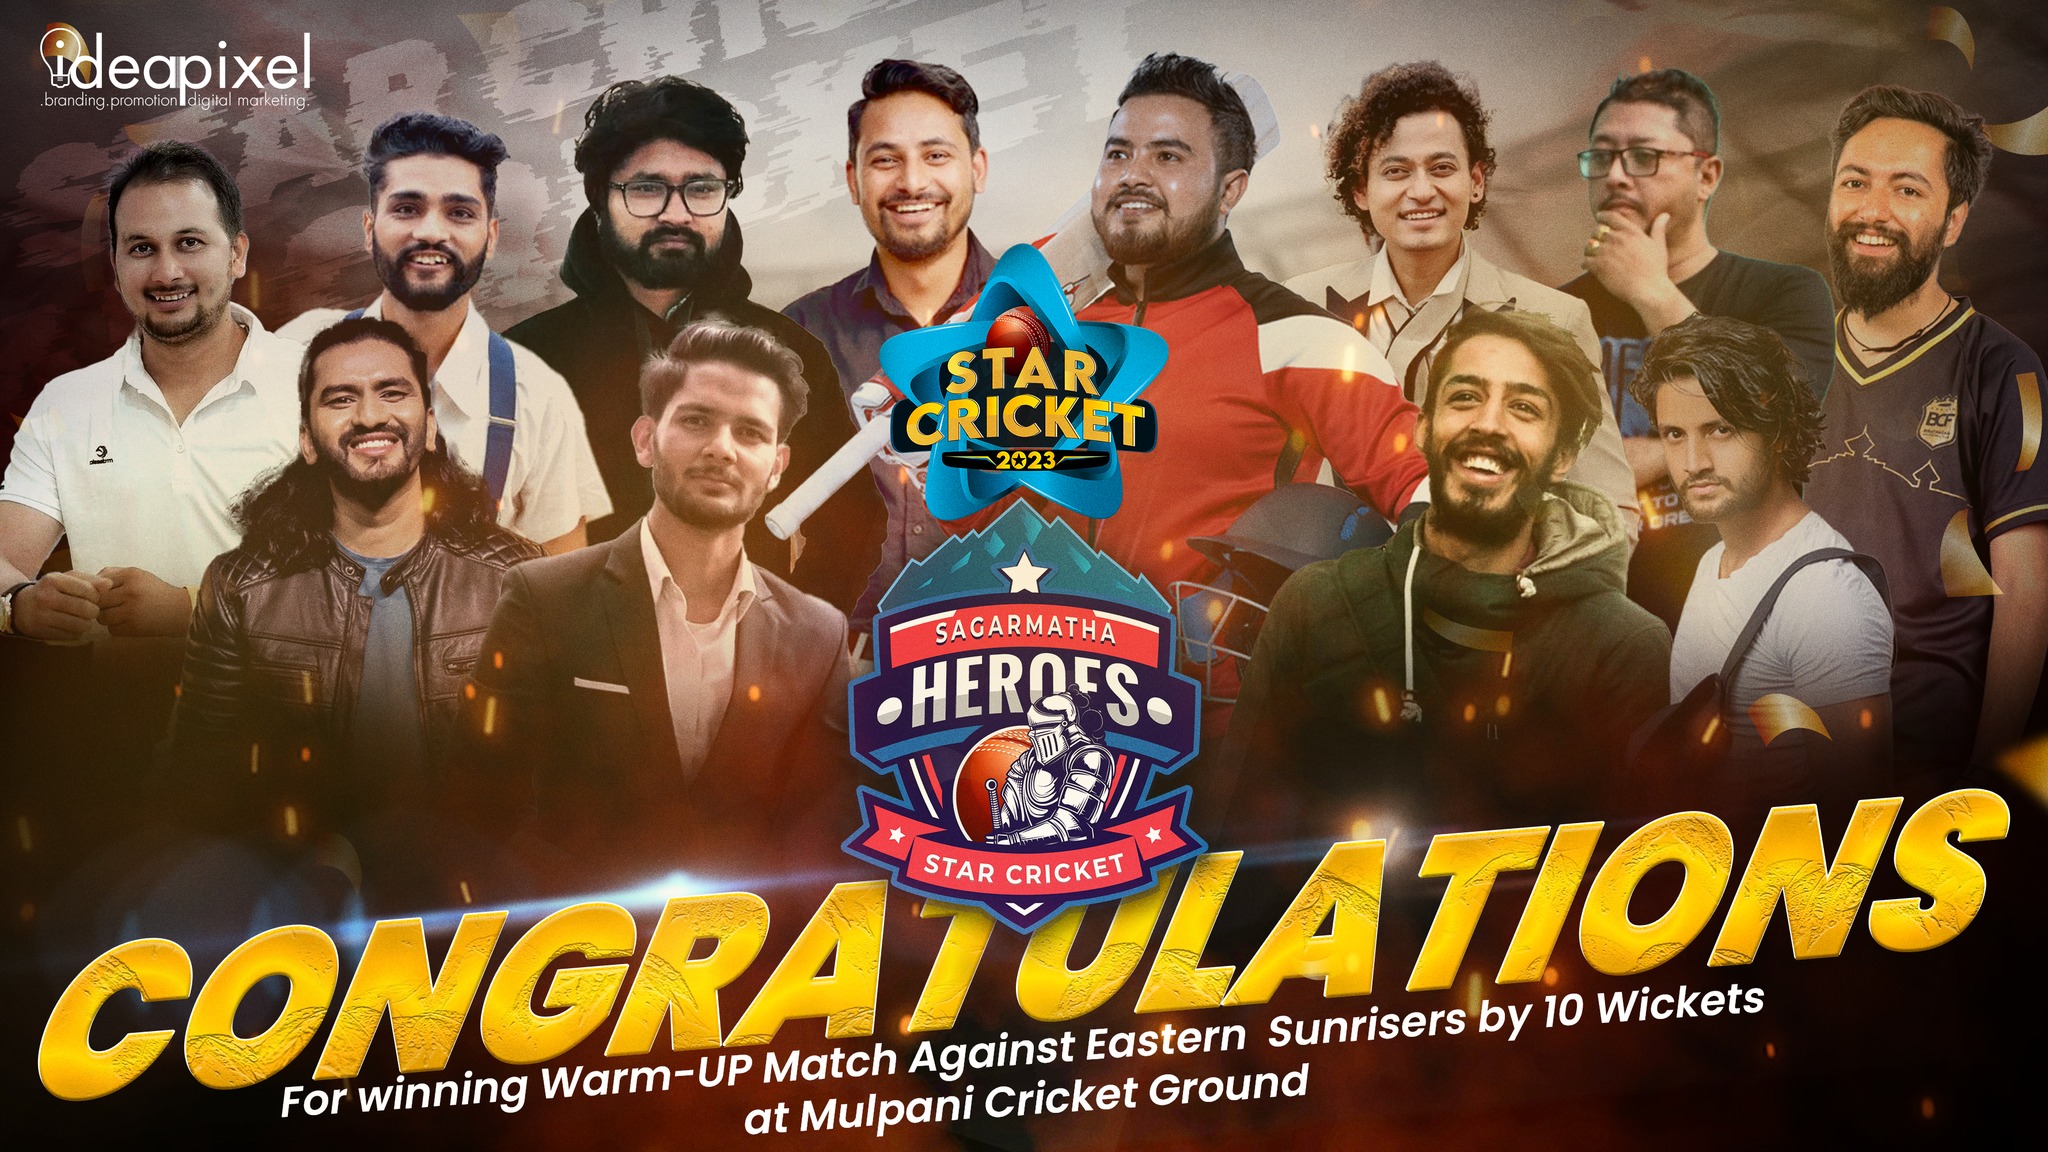 ideapixel
.branding.promotion.digital marketing.
STAR
CRICKET
2023
BCF
SAGARMATHA
HEROES
STAR CRICKET
CONGRATULATIONS
For winning Warm-UP Match Against Eastern Sunrisers by 10 Wickets
at Mulpani Cricket Ground